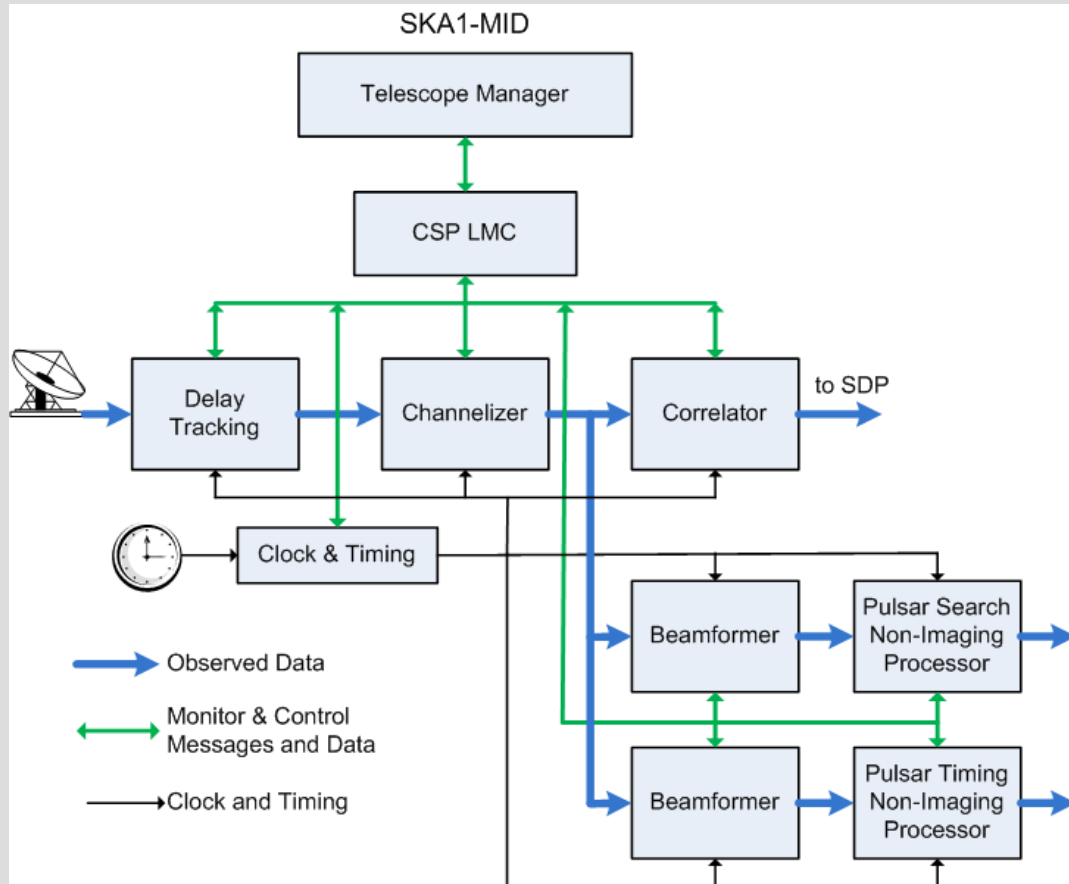 SKA1-MID
Telescope Manager
CSP LMC
Delay
Tracking
Channelizer
Correlator
to SDP
Clock & Timing
Beamformer
Pulsar Search
Non-Imaging
Processor
Observed Data
Monitor & Control
Messages and Data
Clock and Timing
Beamformer
Pulsar Timing
Non-Imaging
Processor